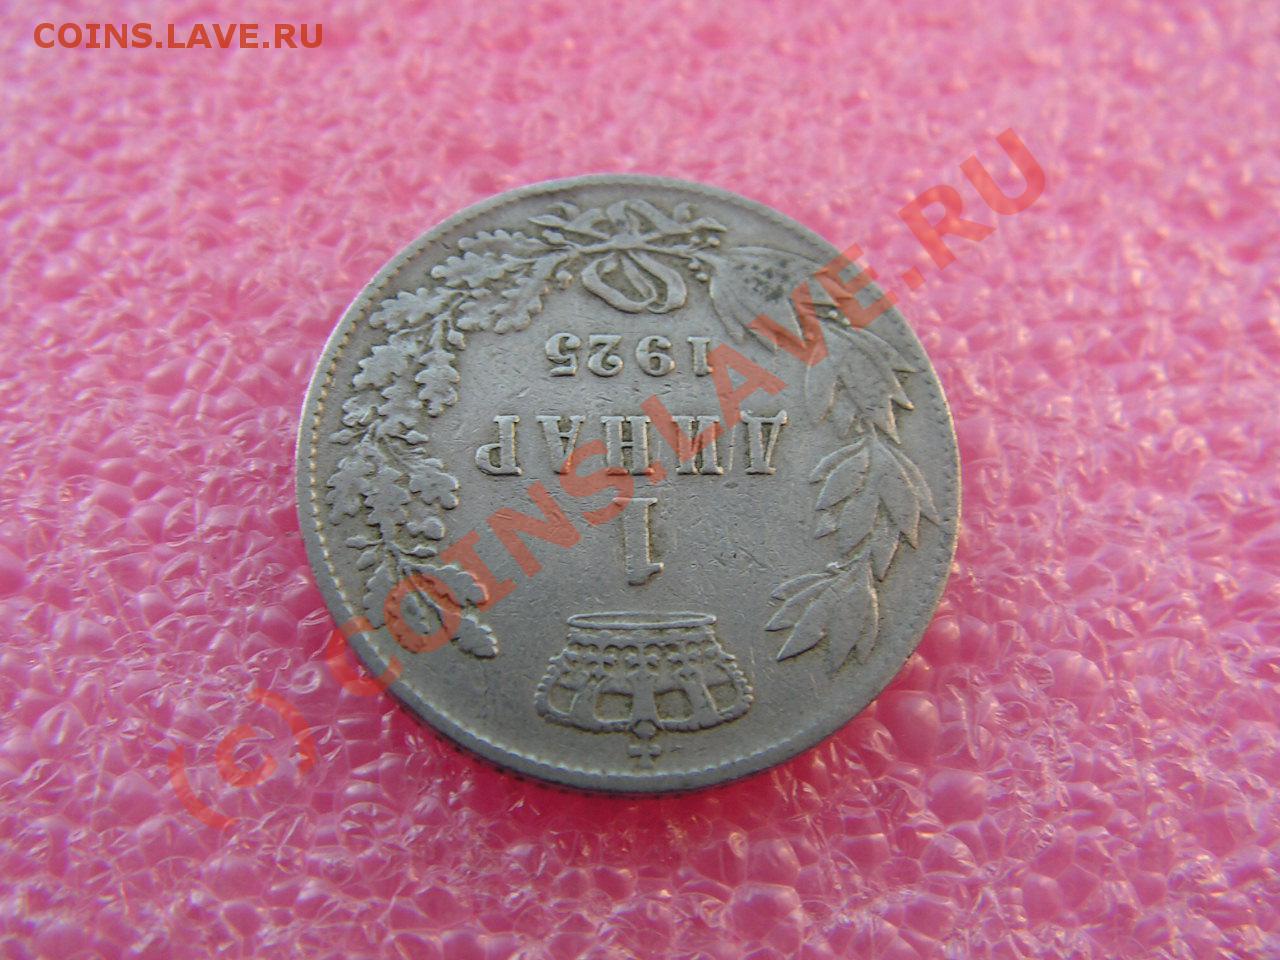 COINS.LAVE.RU
1
ДИНАР
1925
(c) COINS.LAVE.RU